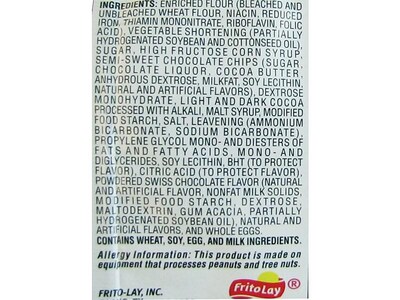 INGREDIENTS: ENRICHED FLOUR (BLEACHED AND
UNBLEACHED WHEAT FLOUR, NIACIN, REDUCED
IRON, THIAMIN MONONITRATE, RIBOFLAVIN, FOLIC
ACID), VEGETABLE SHORTENING (PARTIALLY
HYDROGENATED SOYBEAN AND COTTONSEED OIL),
SUGAR, HIGH FRUCTOSE CORN SYRUP,
SEMI-SWEET CHOCOLATE CHIPS (SUGAR,
CHOCOLATE LIQUOR, COCOA BUTTER,
ANHYDROUS DEXTROSE, MILKFAT, SOY LECITHIN,
NATURAL AND ARTIFICIAL FLAVORS), DEXTROSE
MONOHYDRATE, LIGHT AND DARK COCOA
PROCESSED WITH ALKALI, MALT SYRUP, MODIFIED
FOOD STARCH, SALT, LEAVENING (AMMONIUM
BICARBONATE, SODIUM BICARBONATE),
PROPYLENE GLYCOL MONO- AND DIESTERS OF
FATS AND FATTY ACIDS, MONO- AND
DIGLYCERIDES, SOY LECITHIN, BHT (TO PROTECT
FLAVOR), CITRIC ACID (TO PROTECT FLAVOR),
POWDERED SWISS CHOCOLATE FLAVOR (NATURAL
AND ARTIFICIAL FLAVOR, NONFAT MILK SOLIDS,
MODIFIED FOOD STARCH, DEXTROSE,
MALTODEXTRIN, GUM ACACIA, PARTIALLY
HYDROGENATED SOYBEAN OIL), NATURAL AND
ARTIFICIAL FLAVORS, AND WHOLE EGGS.
CONTAINS WHEAT, SOY, EGG, AND MILK INGREDIENTS.
Allergy Information: This product is made on
equipment that processes peanuts and tree nuts.
FritoLay ®
FRITO-LAY, INC.